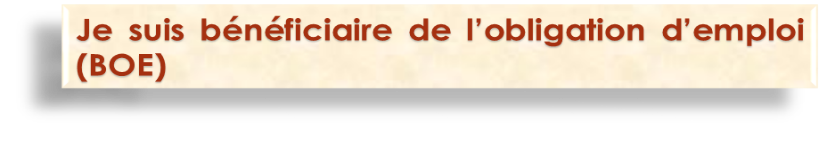 Je suis bénéficiaire de l’obligation d’emploi
(BOE)